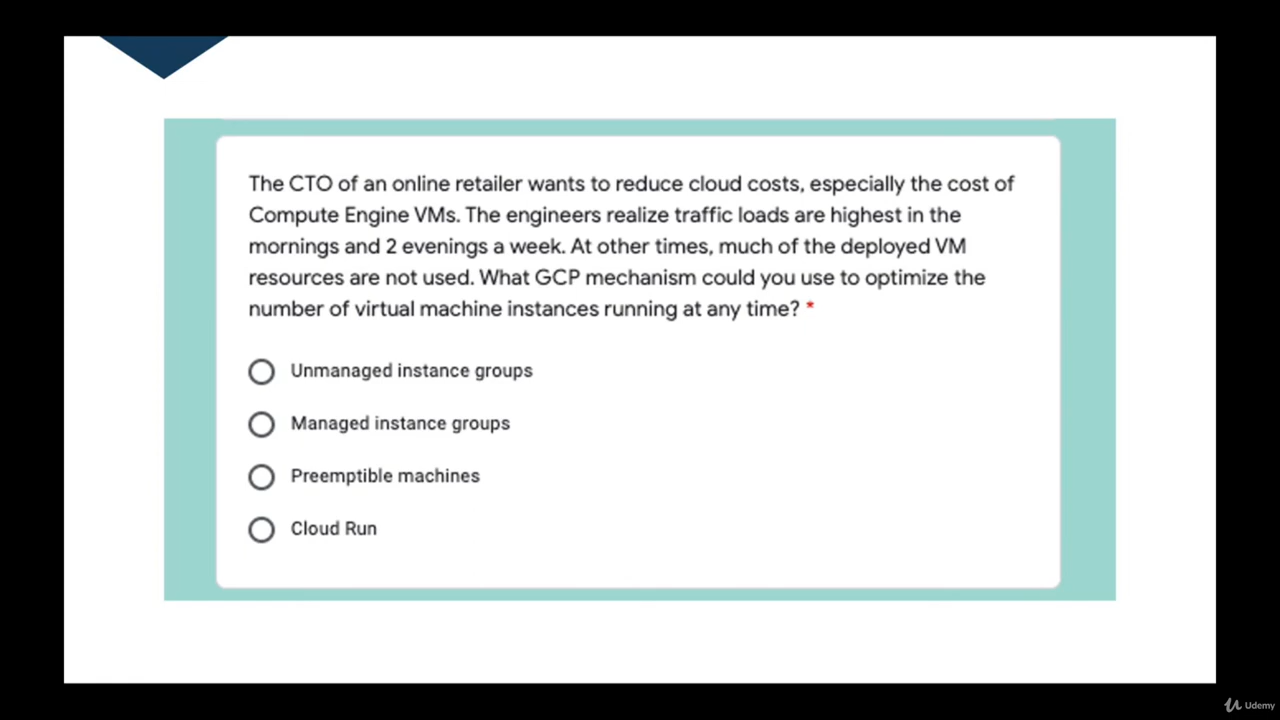 The CTO of an online retailer wants to reduce cloud costs, especially the cost of
Compute Engine VMs. The engineers realize traffic loads are highest in the
mornings and 2 evenings a week. At other times, much of the deployed VM
resources are not used. What GCP mechanism could you use to optimize the
number of virtual machine instances running at any time? *
Unmanaged instance groups
Managed instance groups
Preemptible machines
Cloud Run
Udemy